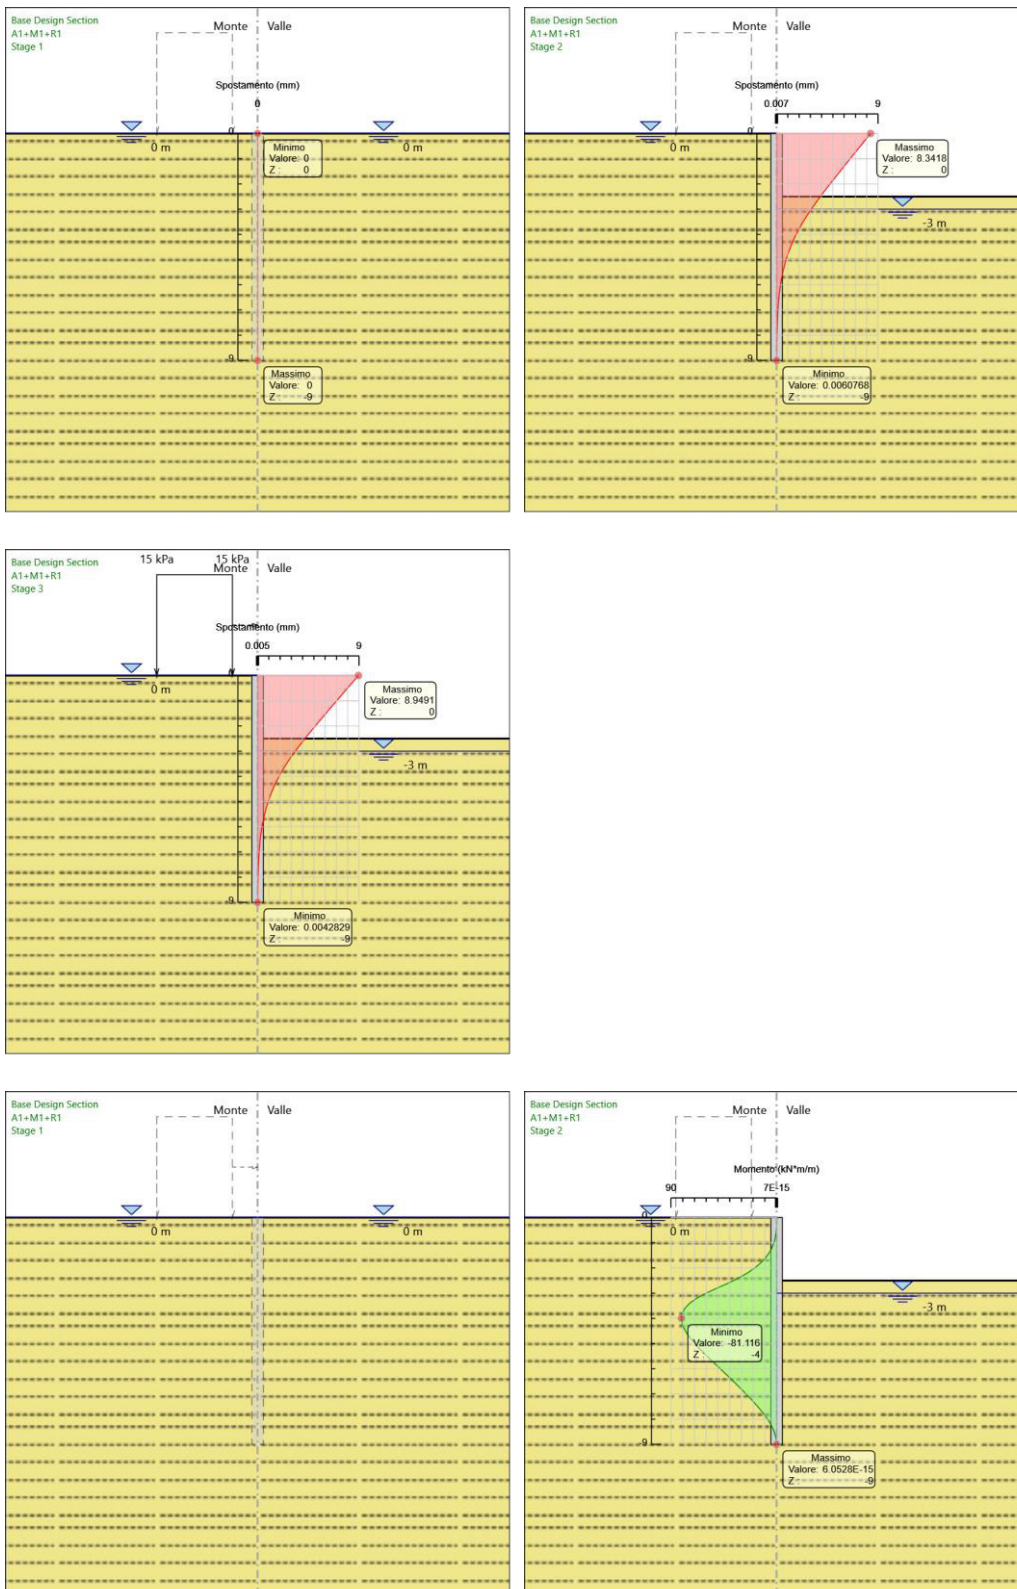 Base Design Section
A1+M1+R1
Stage 1
Monte Valle
Spostamento (mm)
0
0
0 m
0 m
Minimo
Valore: 0
Z : 0
-9
Massimo
Valore: 0
Z : -9
Base Design Section
A1+M1+R1
Stage 2
Monte Valle
Spostamento (mm)
0.007 9
0
0 m
Massimo
Valore: 8.3418
Z : 0
-3 m
-9
Minimo
Valore: 0.0060768
Z : -9
Base Design Section
A1+M1+R1
Stage 3
15 kPa 15 kPa
Monte Valle
Spostamento (mm)
0.005 9
0
0 m
Massimo
Valore: 8.9491
Z : 0
-3 m
-9
Minimo
Valore: 0.0042829
Z : -9
Base Design Section
A1+M1+R1
Stage 1
Monte Valle
0 m
0 m
Base Design Section
A1+M1+R1
Stage 2
Monte Valle
Momento (kN*m/m)
90 7E-15
0
0 m
-3 m
Minimo
Valore: -81.116
Z : -4
-9
Massimo
Valore: 6.0528E-15
Z : -9